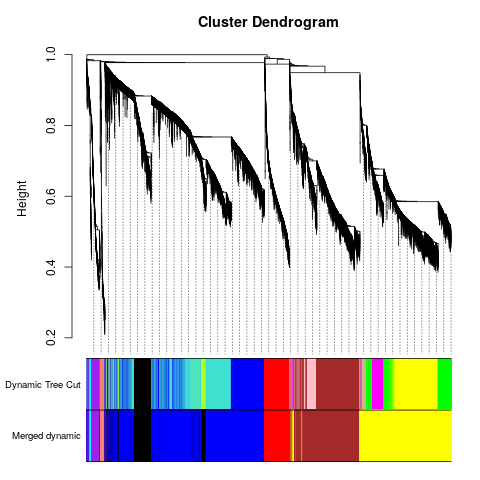 Cluster Dendrogram
Height
1.0
0.8
0.6
0.4
0.2
Dynamic Tree Cut
Merged dynamic